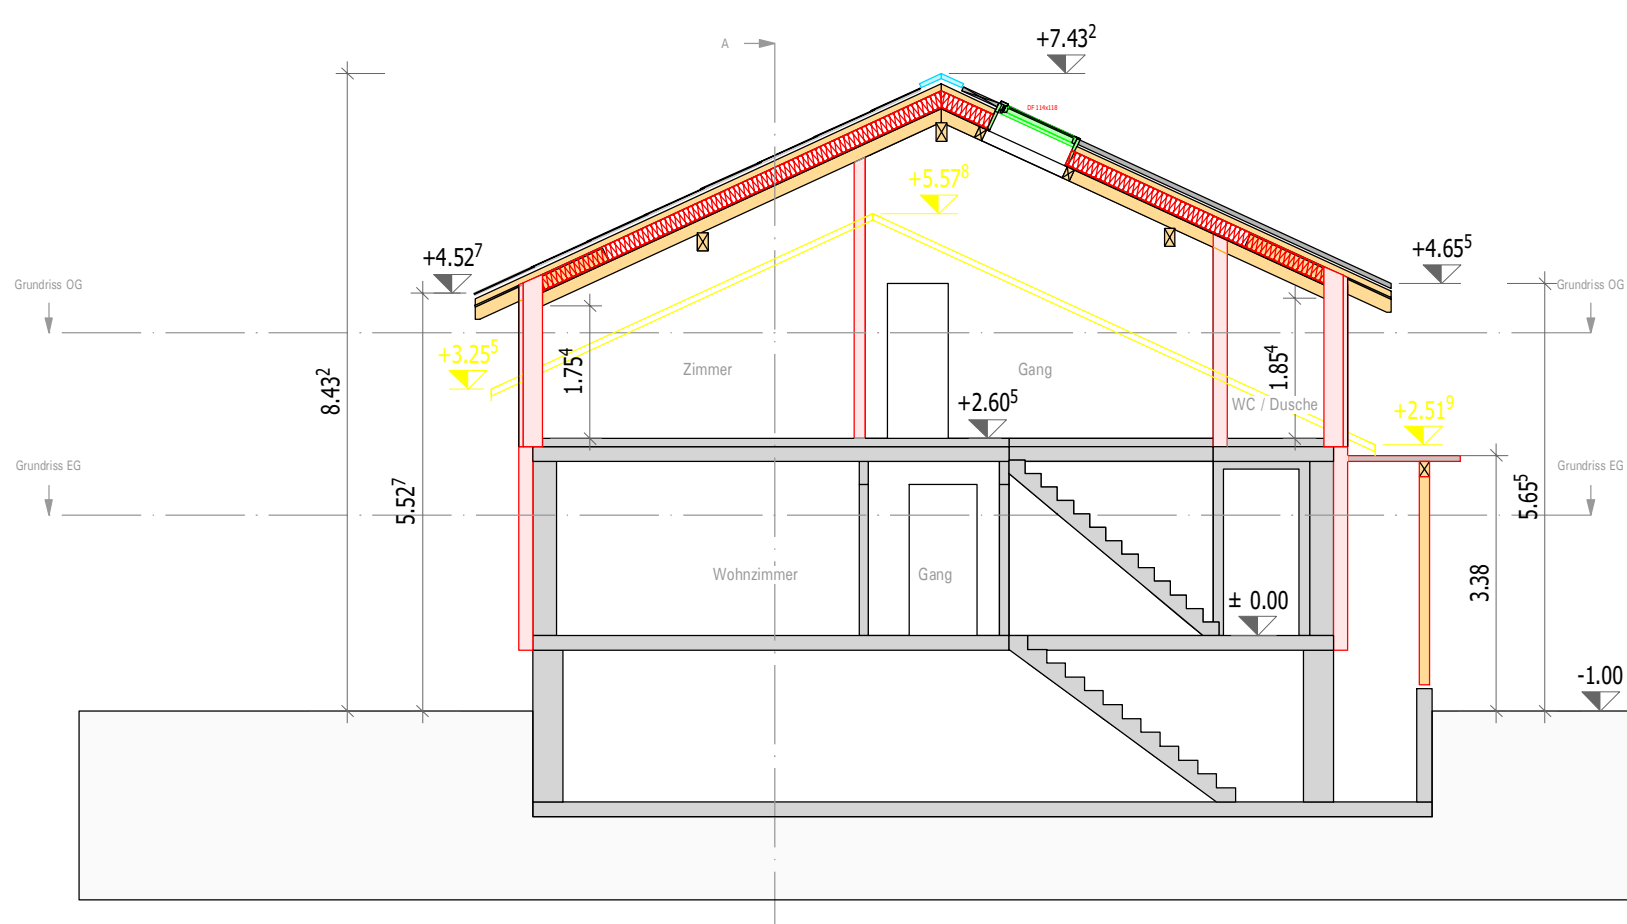 +7.43²
A
DF 114x118
+5.57⁸
+4.52⁷
+4.65⁵
Grundriss OG
Grundriss OG
+3.25⁵
1.75⁴
Zimmer
Gang
1.85⁴
8.43²
+2.60⁵
WC / Dusche
+2.51⁹
Grundriss EG
Grundriss EG
5.52⁷
5.65⁵
Wohnzimmer
Gang
3.38
± 0.00
-1.00